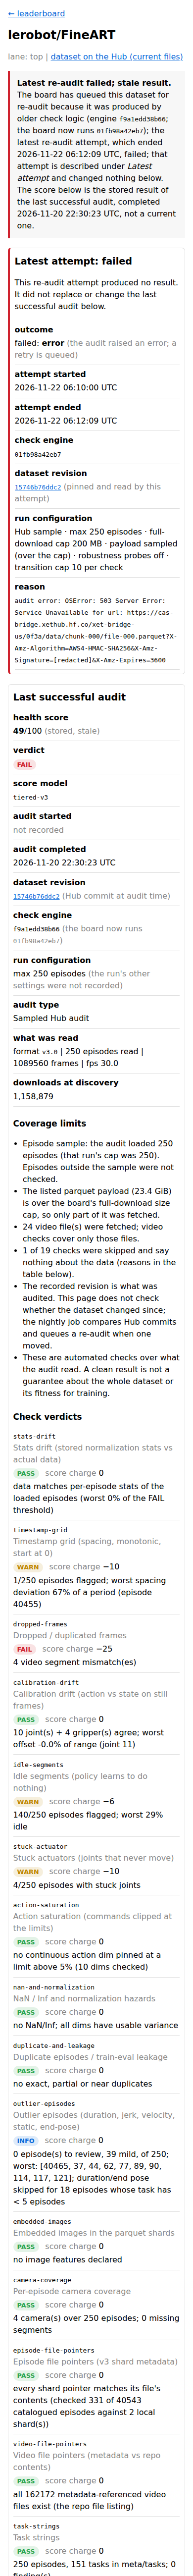 ← leaderboard
lerobot/FineART
lane: top | dataset on the Hub (current files)
Latest re-audit failed; stale result.
The board has queued this dataset for
re-audit because it was produced by
older check logic (engine f9a1edd38b66;
the board now runs 01fb98a42eb7); the
latest re-audit attempt, which ended
2026-11-22 06:12:09 UTC, failed; that
attempt is described under Latest
attempt and changed nothing below.
The score below is the stored result of
the last successful audit, completed
2026-11-20 22:30:23 UTC, not a current
one.
Latest attempt: failed
This re-audit attempt produced no result.
It did not replace or change the last
successful audit below.
outcome
failed: error (the audit raised an error; a
retry is queued)
attempt started
2026-11-22 06:10:00 UTC
attempt ended
2026-11-22 06:12:09 UTC
check engine
01fb98a42eb7
dataset revision
15746b76ddc2 (pinned and read by this
attempt)
run configuration
Hub sample · max 250 episodes · full-
download cap 200 MB · payload sampled
(over the cap) · robustness probes off ·
transition cap 10 per check
reason
audit error: OSError: 503 Server Error:
Service Unavailable for url: https://cas-
bridge.xethub.hf.co/xet-bridge-
us/0f3a/data/chunk-000/file-000.parquet?X-
Amz-Algorithm=AWS4-HMAC-SHA256&X-Amz-
Signature=[redacted]&X-Amz-Expires=3600
Last successful audit
health score
49/100 (stored, stale)
verdict
FAIL
score model
tiered-v3
audit started
not recorded
audit completed
2026-11-20 22:30:23 UTC
dataset revision
15746b76ddc2 (Hub commit at audit time)
check engine
f9a1edd38b66 (the board now runs
01fb98a42eb7)
run configuration
max 250 episodes (the run's other
settings were not recorded)
audit type
Sampled Hub audit
what was read
format v3.0 | 250 episodes read |
1089560 frames | fps 30.0
downloads at discovery
1,158,879
Coverage limits
• Episode sample: the audit loaded 250
episodes (that run's cap was 250).
Episodes outside the sample were not
checked.
• The listed parquet payload (23.4 GiB)
is over the board's full-download size
cap, so only part of it was fetched.
• 24 video file(s) were fetched; video
checks cover only those files.
• 1 of 19 checks were skipped and say
nothing about the data (reasons in the
table below).
• The recorded revision is what was
audited. This page does not check
whether the dataset changed since;
the nightly job compares Hub commits
and queues a re-audit when one
moved.
• These are automated checks over what
the audit read. A clean result is not a
guarantee about the whole dataset or
its fitness for training.
Check verdicts
stats-drift
Stats drift (stored normalization stats vs
actual data)
PASS score charge 0
data matches per-episode stats of the
loaded episodes (worst 0% of the FAIL
threshold)
timestamp-grid
Timestamp grid (spacing, monotonic,
start at 0)
WARN score charge −10
1/250 episodes flagged; worst spacing
deviation 67% of a period (episode
40455)
dropped-frames
Dropped / duplicated frames
FAIL score charge −25
4 video segment mismatch(es)
calibration-drift
Calibration drift (action vs state on still
frames)
PASS score charge 0
10 joint(s) + 4 gripper(s) agree; worst
offset -0.0% of range (joint 11)
idle-segments
Idle segments (policy learns to do
nothing)
WARN score charge −6
140/250 episodes flagged; worst 29%
idle
stuck-actuator
Stuck actuators (joints that never move)
WARN score charge −10
4/250 episodes with stuck joints
action-saturation
Action saturation (commands clipped at
the limits)
PASS score charge 0
no continuous action dim pinned at a
limit above 5% (10 dims checked)
nan-and-normalization
NaN / Inf and normalization hazards
PASS score charge 0
no NaN/Inf; all dims have usable variance
duplicate-and-leakage
Duplicate episodes / train-eval leakage
PASS score charge 0
no exact, partial or near duplicates
outlier-episodes
Outlier episodes (duration, jerk, velocity,
static, end-pose)
INFO score charge 0
0 episode(s) to review, 39 mild, of 250;
worst: [40465, 37, 44, 62, 77, 89, 90,
114, 117, 121]; duration/end pose
skipped for 18 episodes whose task has
< 5 episodes
embedded-images
Embedded images in the parquet shards
PASS score charge 0
no image features declared
camera-coverage
Per-episode camera coverage
PASS score charge 0
4 camera(s) over 250 episodes; 0 missing
segments
episode-file-pointers
Episode file pointers (v3 shard metadata)
PASS score charge 0
every shard pointer matches its file's
contents (checked 331 of 40543
catalogued episodes against 2 local
shard(s))
video-file-pointers
Video file pointers (metadata vs repo
contents)
PASS score charge 0
all 162172 metadata-referenced video
files exist (the repo file listing)
task-strings
Task strings
PASS score charge 0
250 episodes, 151 tasks in meta/tasks; 0